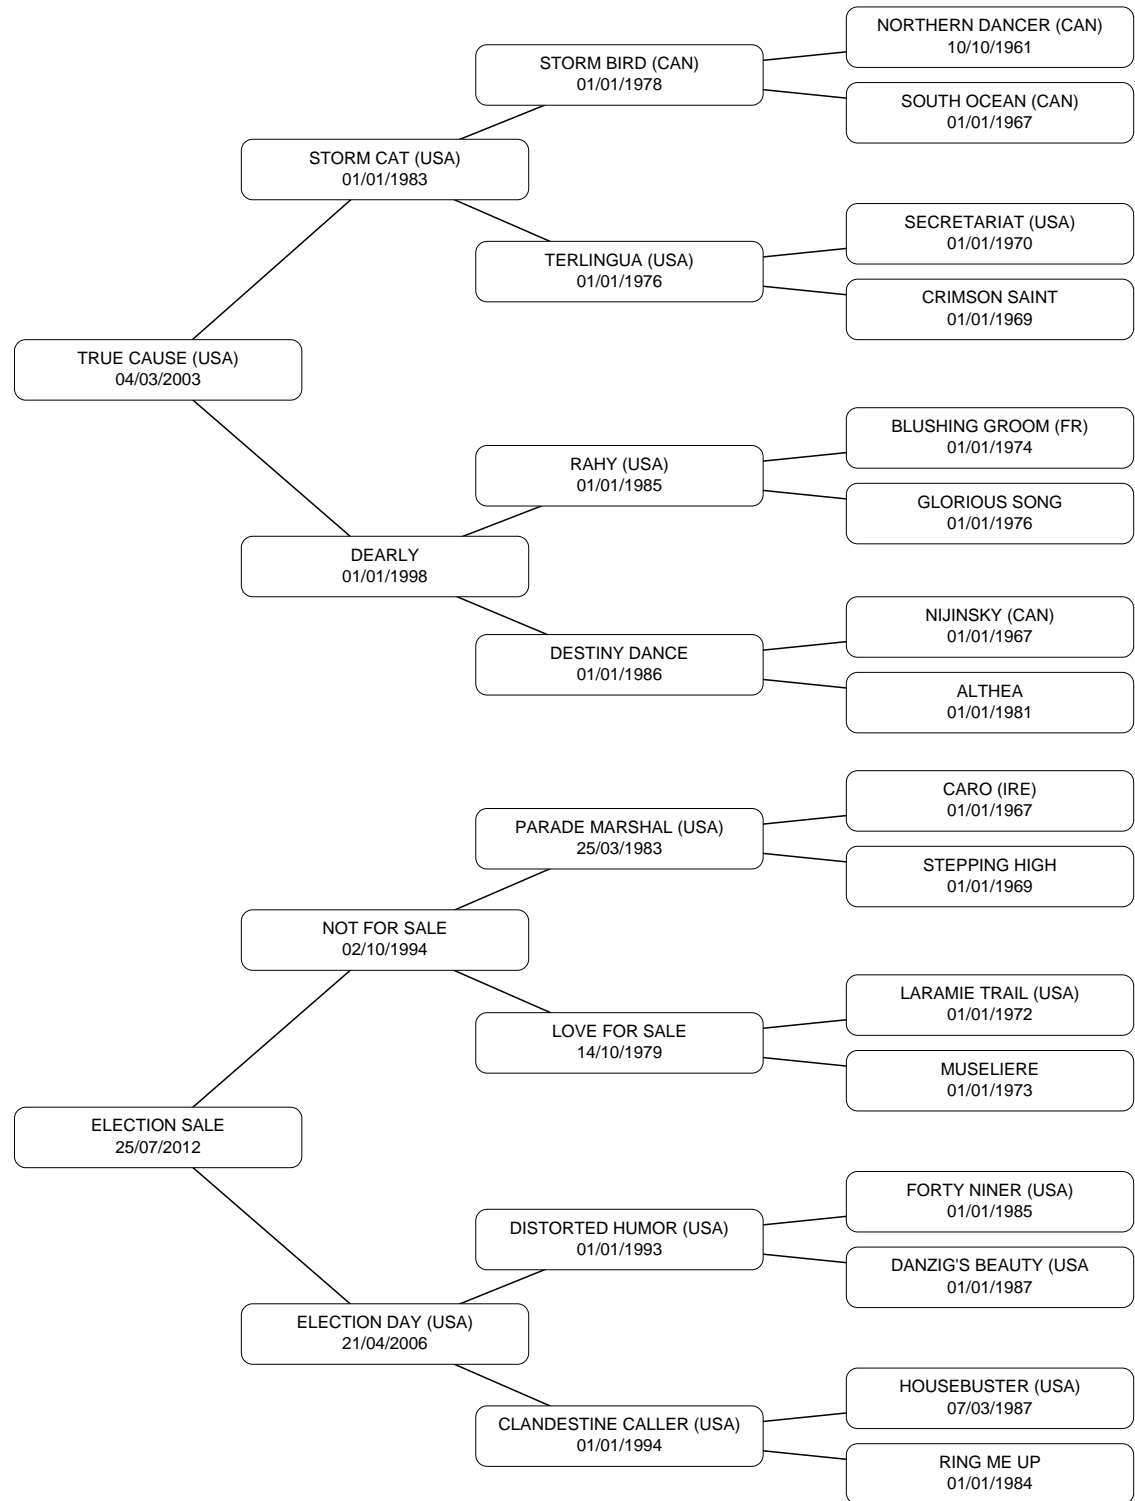 NORTHERN DANCER (CAN)
10/10/1961
STORM BIRD (CAN)
01/01/1978
SOUTH OCEAN (CAN)
01/01/1967
STORM CAT (USA)
01/01/1983
SECRETARIAT (USA)
01/01/1970
TERLINGUA (USA)
01/01/1976
CRIMSON SAINT
01/01/1969
TRUE CAUSE (USA)
04/03/2003
BLUSHING GROOM (FR)
01/01/1974
RAHY (USA)
01/01/1985
GLORIOUS SONG
01/01/1976
DEARLY
01/01/1998
NIJINSKY (CAN)
01/01/1967
DESTINY DANCE
01/01/1986
ALTHEA
01/01/1981
CARO (IRE)
01/01/1967
PARADE MARSHAL (USA)
25/03/1983
STEPPING HIGH
01/01/1969
NOT FOR SALE
02/10/1994
LARAMIE TRAIL (USA)
01/01/1972
LOVE FOR SALE
14/10/1979
MUSELIERE
01/01/1973
ELECTION SALE
25/07/2012
FORTY NINER (USA)
01/01/1985
DISTORTED HUMOR (USA)
01/01/1993
DANZIG'S BEAUTY (USA
01/01/1987
ELECTION DAY (USA)
21/04/2006
HOUSEBUSTER (USA)
07/03/1987
CLANDESTINE CALLER (USA)
01/01/1994
RING ME UP
01/01/1984